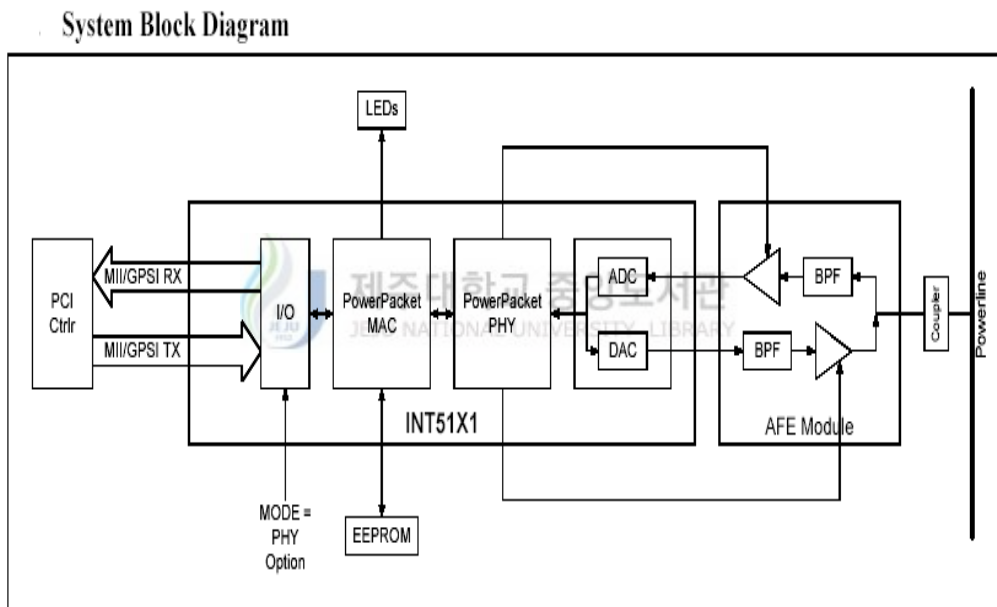 System Block Diagram
LEDs
PCI
Ctrlr
MII/GPSI RX
MII/GPSI TX
I/O
PowerPacket
MAC
PowerPacket
PHY
ADC
DAC
BPF
BPF
Coupler
Powerline
INT51X1
AFE Module
MODE =
PHY
Option
EEPROM
제주대학교 중앙도서관
JEJU NATIONAL UNIVERSITY LIBRARY
JEJU
1952